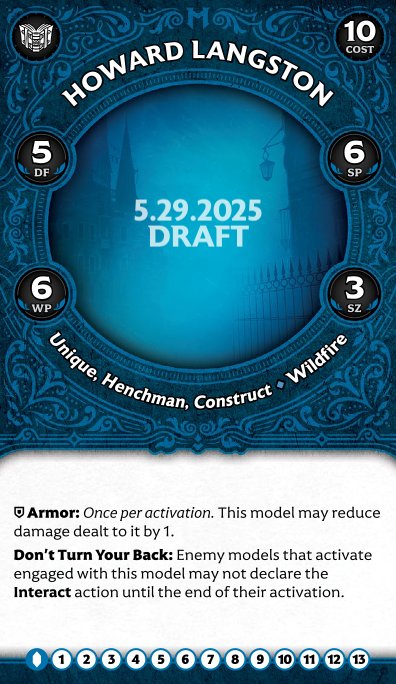 10
COST
HOWARD LANGSTON
5
DF
6
SP
5.29.2025
DRAFT
6
WP
3
SZ
Unique, Henchman, Construct ◆ Wildfire
Armor: Once per activation. This model may reduce
damage dealt to it by 1.
Don't Turn Your Back: Enemy models that activate
engaged with this model may not declare the
Interact action until the end of their activation.
1 2 3 4 5 6 7 8 9 10 11 12 13